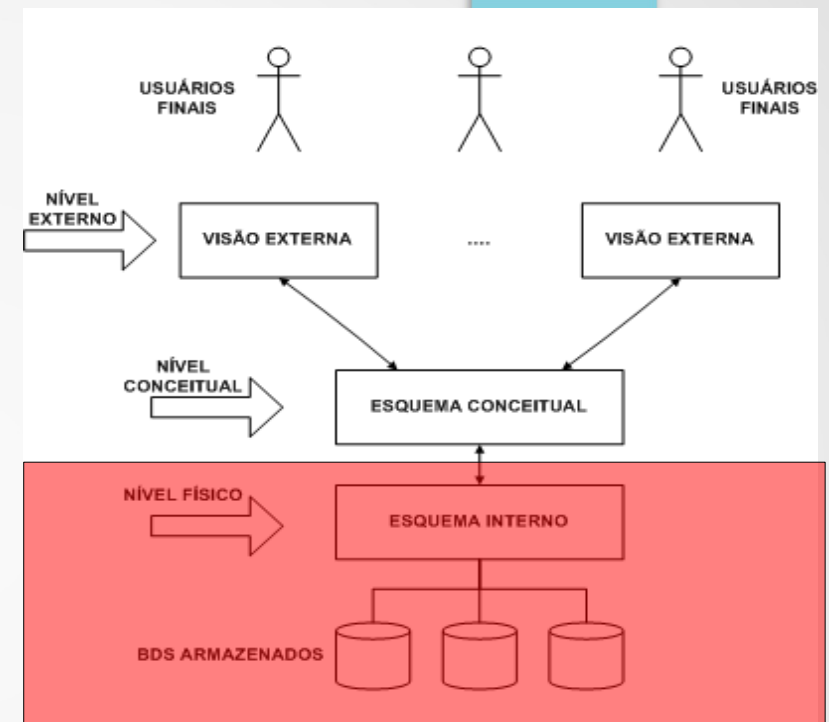 USUÁRIOS
FINAIS
USUÁRIOS
FINAIS
NÍVEL
EXTERNO
VISÃO EXTERNA
....
VISÃO EXTERNA
NÍVEL
CONCEITUAL
ESQUEMA CONCEITUAL
NÍVEL FÍSICO
ESQUEMA INTERNO
BDS ARMAZENADOS